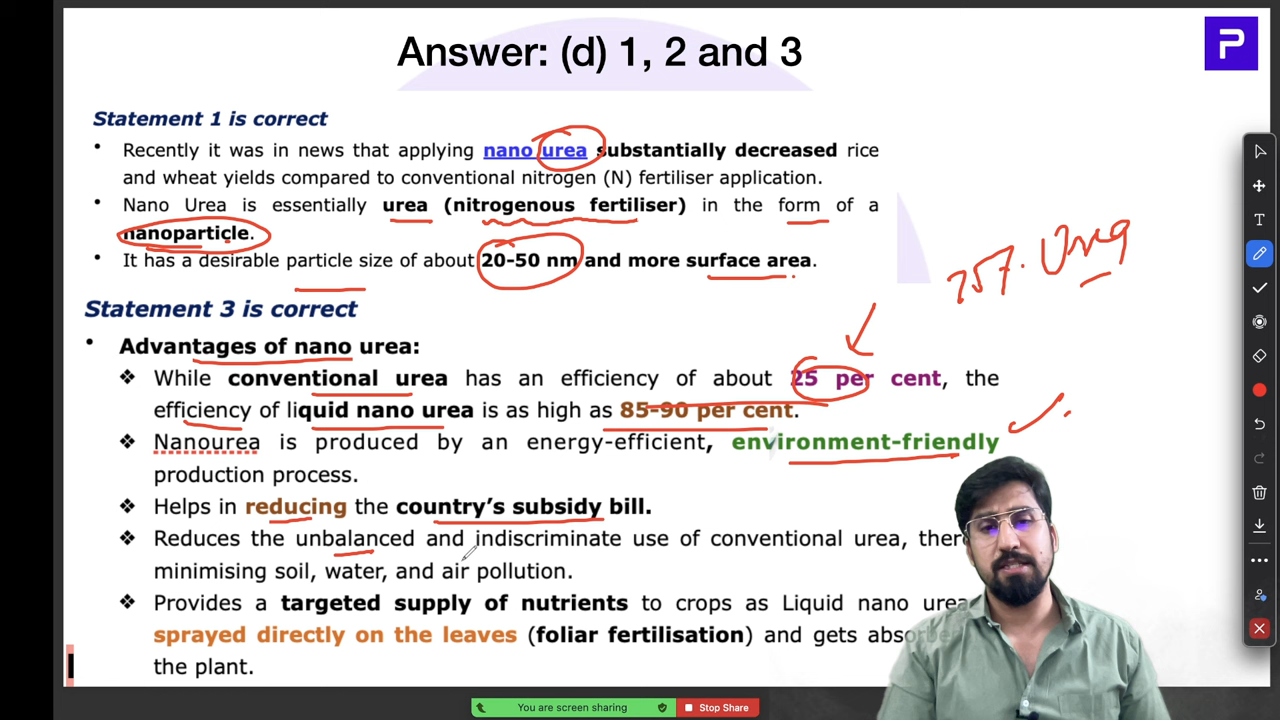 Answer: (d) 1, 2 and 3
P
Statement 1 is correct
• Recently it was in news that applying nano urea substantially decreased rice
and wheat yields compared to conventional nitrogen (N) fertiliser application.
• Nano Urea is essentially urea (nitrogenous fertiliser) in the form of a
nanoparticle.
• It has a desirable particle size of about 20-50 nm and more surface area.
25%. Urea
Statement 3 is correct
• Advantages of nano urea:
❖ While conventional urea has an efficiency of about 25 per cent, the
efficiency of liquid nano urea is as high as 85-90 per cent.
❖ Nanourea is produced by an energy-efficient, environment-friendly
production process.
❖ Helps in reducing the country's subsidy bill.
❖ Reduces the unbalanced and indiscriminate use of conventional urea,
minimising soil, water, and air pollution.
❖ Provides a targeted supply of nutrients to crops as Liquid nano urea
sprayed directly on the leaves (foliar fertilisation) and gets
the plant.
You are screen sharing
Stop Share